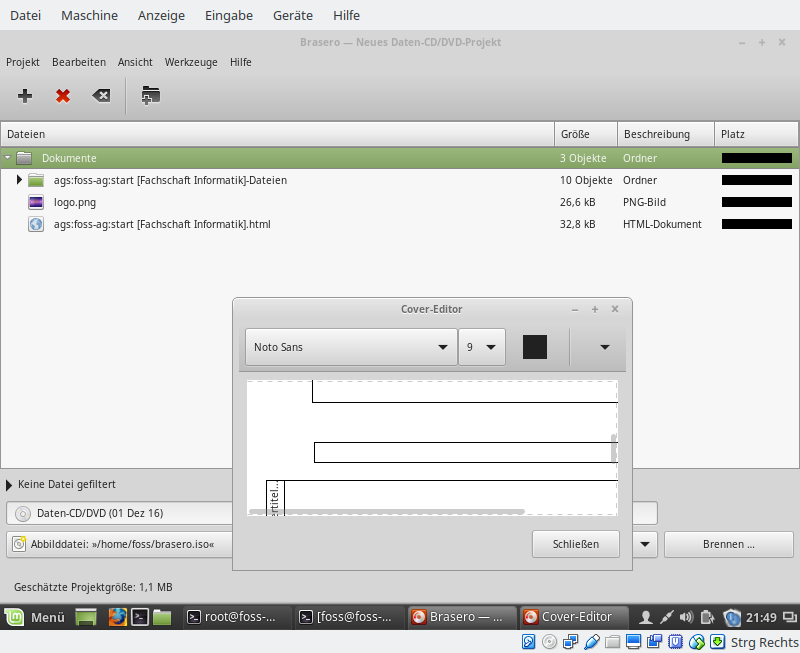 Datei Maschine Anzeige Eingabe Geräte Hilfe
Brasero — Neues Daten-CD/DVD-Projekt
Projekt Bearbeiten Ansicht Werkzeuge Hilfe
Dateien Größe Beschreibung Platz
Dokumente 3 Objekte Ordner
ags:foss-ag:start [Fachschaft Informatik]-Dateien 10 Objekte Ordner
logo.png 26,6 kB PNG-Bild
ags:foss-ag:start [Fachschaft Informatik].html 32,8 kB HTML-Dokument
Cover-Editor
Noto Sans 9
ertitel...
Schließen
Keine Datei gefiltert
Daten-CD/DVD (01 Dez 16)
Abbilddatei: »/home/foss/brasero.iso«
Brennen ...
Geschätzte Projektgröße: 1,1 MB
Menü root@foss-... [foss@foss-... Brasero — ... Cover-Editor 21:49
Strg Rechts